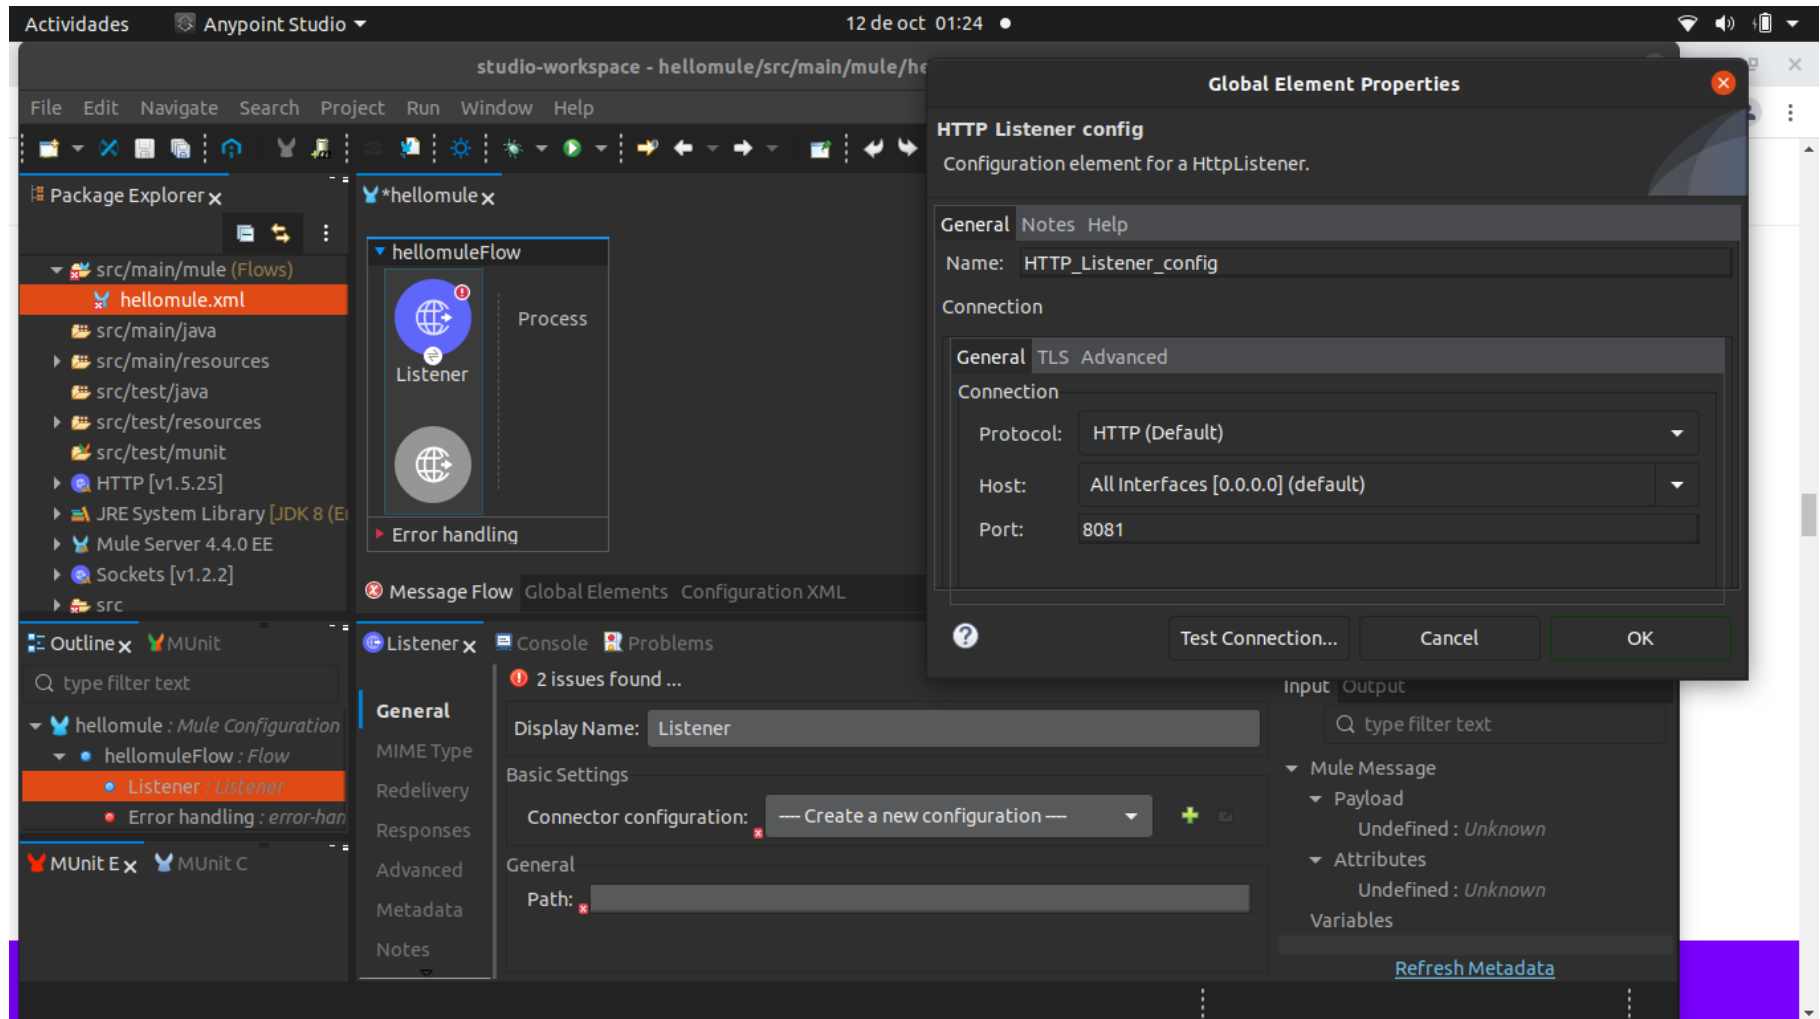 Actividades
Anypoint Studio
12 de oct 01:24
studio-workspace - hellomule/src/main/mule/he
File Edit Navigate Search Project Run Window Help
Package Explorer
src/main/mule (Flows)
hellomule.xml
src/main/java
src/main/resources
src/test/java
src/test/resources
src/test/munit
HTTP [v1.5.25]
JRE System Library [JDK 8 (E
Mule Server 4.4.0 EE
Sockets [v1.2.2]
src
*hellomule
hellomuleFlow
Listener
Process
Error handling
Message Flow Global Elements Configuration XML
Global Element Properties
HTTP Listener config
Configuration element for a HttpListener.
General Notes Help
Name: HTTP_Listener_config
Connection
General TLS Advanced
Connection
Protocol: HTTP (Default)
Host: All Interfaces [0.0.0.0] (default)
Port: 8081
Test Connection...
Cancel
OK
Outline MUnit
type filter text
hellomule : Mule Configuration
hellomuleFlow : Flow
Listener : Listener
Error handling : error-han
MUnit E MUnit C
Listener Console Problems
2 issues found ...
General
MIME Type
Redelivery
Responses
Advanced
Metadata
Notes
Display Name: Listener
Basic Settings
Connector configuration: ---- Create a new configuration ----
General
Path:
Input Output
type filter text
Mule Message
Payload
Undefined : Unknown
Attributes
Undefined : Unknown
Variables
Refresh Metadata